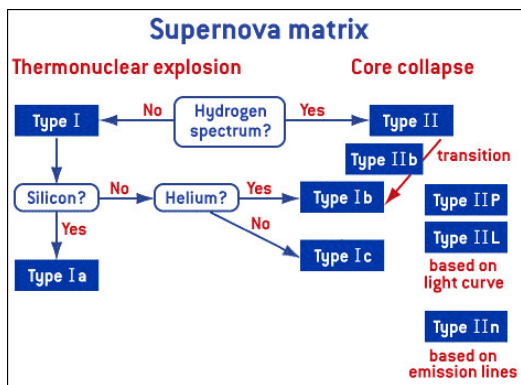 Supernova matrix
Thermonuclear explosion
Core collapse
Type I
No
Hydrogen
spectrum?
Yes
Type II
Type IIb
transition
Silicon?
No
Helium?
Yes
Type Ib
Type IIP
Yes
No
Type IIL
Type Ia
Type Ic
based on
light curve
Type IIn
based on
emission lines